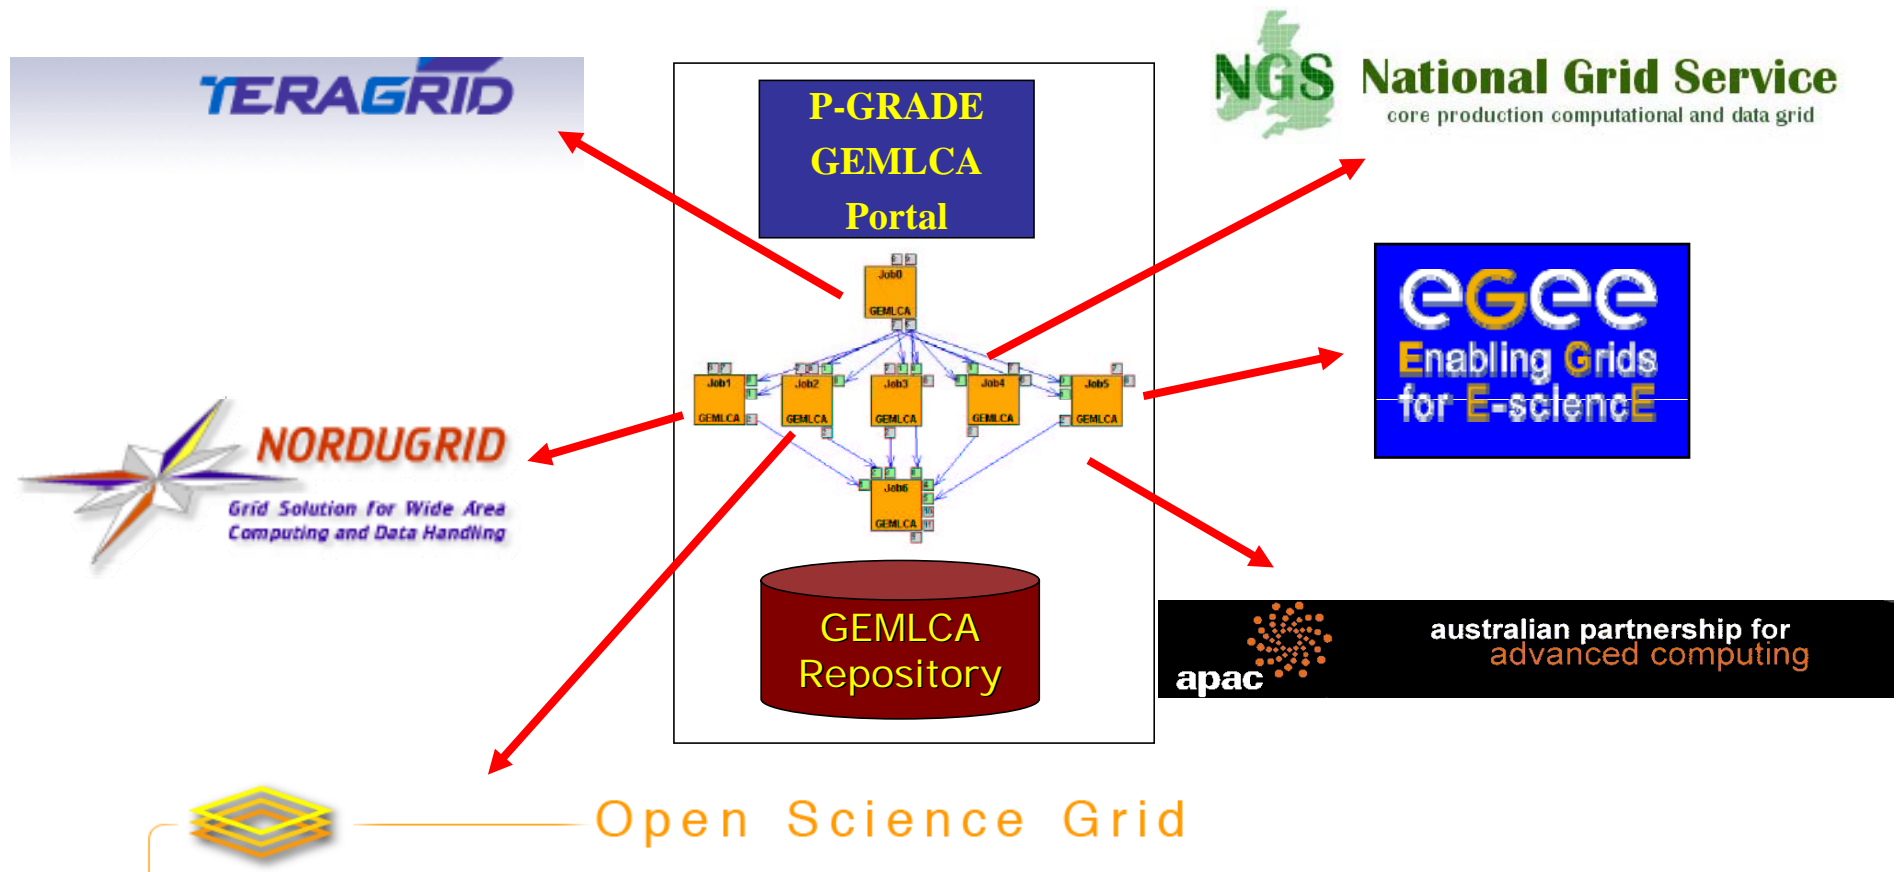 TERAGRID
P-GRADE
GEMLCA
Portal
NGS National Grid Service
core production computational and data grid
Job0
GEMLCA
egee
Enabling Grids
for E-sciencE
Job1
GEMLCA
Job2
GEMLCA
Job3
GEMLCA
Job4
GEMLCA
Job5
GEMLCA
NORDUGRID
Grid Solution for Wide Area
Computing and Data Handling
Job6
GEMLCA
GEMLCA
Repository
apac
australian partnership for
advanced computing
Open Science Grid